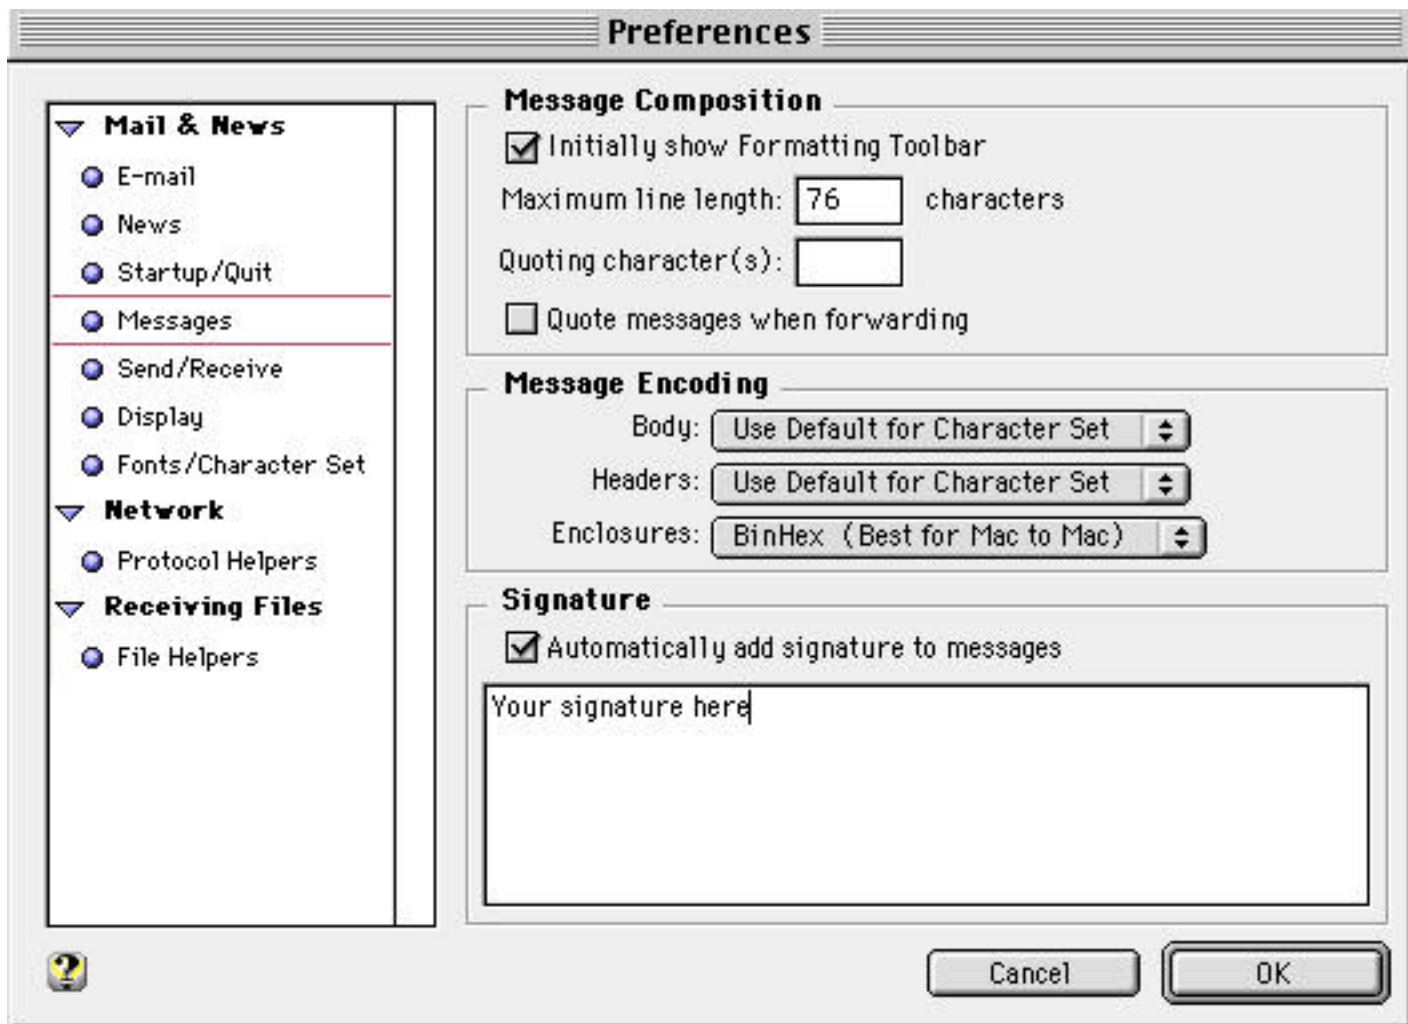 Preferences
Mail & News
E-mail
News
Startup/Quit
Messages
Send/Receive
Display
Fonts/Character Set
Network
Protocol Helpers
Receiving Files
File Helpers
Message Composition
Initially show Formatting Toolbar
Maximum line length: 76 characters
Quoting character(s):
Quote messages when forwarding
Message Encoding
Body: Use Default for Character Set
Headers: Use Default for Character Set
Enclosures: BinHex (Best for Mac to Mac)
Signature
Automatically add signature to messages
Your signature here
?
Cancel OK